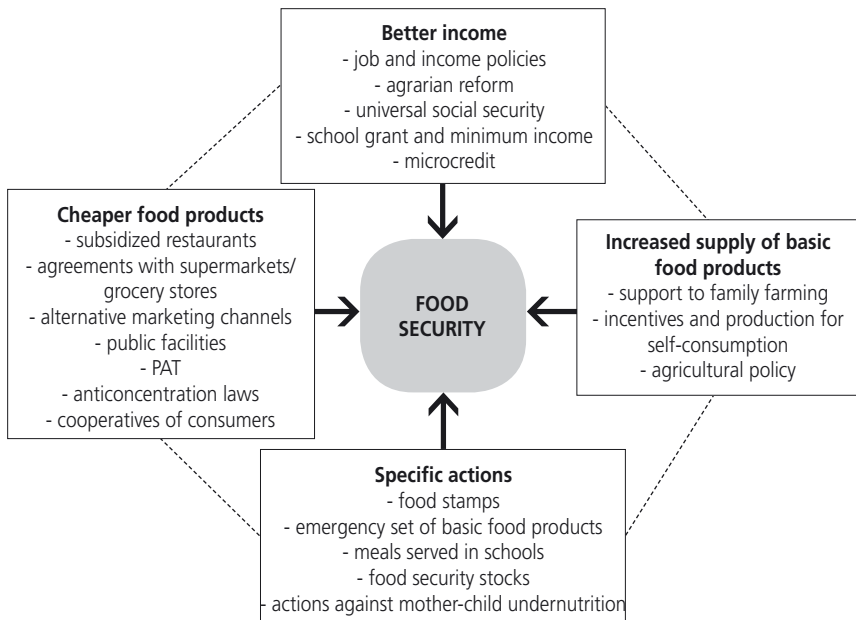 Better income
- job and income policies
- agrarian reform
- universal social security
- school grant and minimum income
- microcredit
Cheaper food products
- subsidized restaurants
- agreements with supermarkets/
grocery stores
- alternative marketing channels
- public facilities
- PAT
- anticoncentration laws
- cooperatives of consumers
FOOD
SECURITY
Increased supply of basic
food products
- support to family farming
- incentives and production for
self-consumption
- agricultural policy
Specific actions
- food stamps
- emergency set of basic food products
- meals served in schools
- food security stocks
- actions against mother-child undernutrition